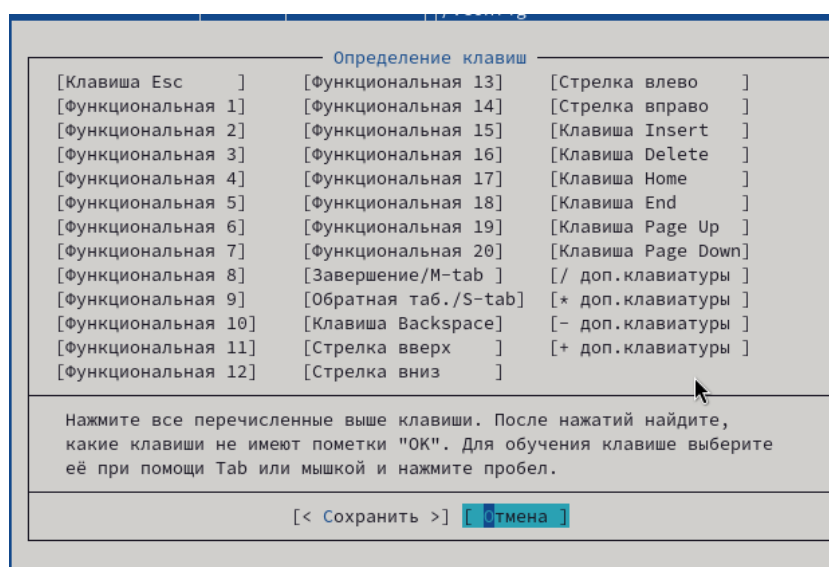 Определение клавиш
[Клавиша Esc     ] [Функциональная 13] [Стрелка влево    ]
[Функциональная 1] [Функциональная 14] [Стрелка вправо   ]
[Функциональная 2] [Функциональная 15] [Клавиша Insert   ]
[Функциональная 3] [Функциональная 16] [Клавиша Delete   ]
[Функциональная 4] [Функциональная 17] [Клавиша Home     ]
[Функциональная 5] [Функциональная 18] [Клавиша End      ]
[Функциональная 6] [Функциональная 19] [Клавиша Page Up  ]
[Функциональная 7] [Функциональная 20] [Клавиша Page Down]
[Функциональная 8] [Завершение/M-tab ] [/ доп.клавиатуры ]
[Функциональная 9] [Обратная таб./S-tab] [* доп.клавиатуры ]
[Функциональная 10] [Клавиша Backspace] [- доп.клавиатуры ]
[Функциональная 11] [Стрелка вверх    ] [+ доп.клавиатуры ]
[Функциональная 12] [Стрелка вниз     ]
Нажмите все перечисленные выше клавиши. После нажатий найдите,
какие клавиши не имеют пометки "OK". Для обучения клавише выберите
её при помощи Tab или мышкой и нажмите пробел.
[< Сохранить >] [ Отмена ]